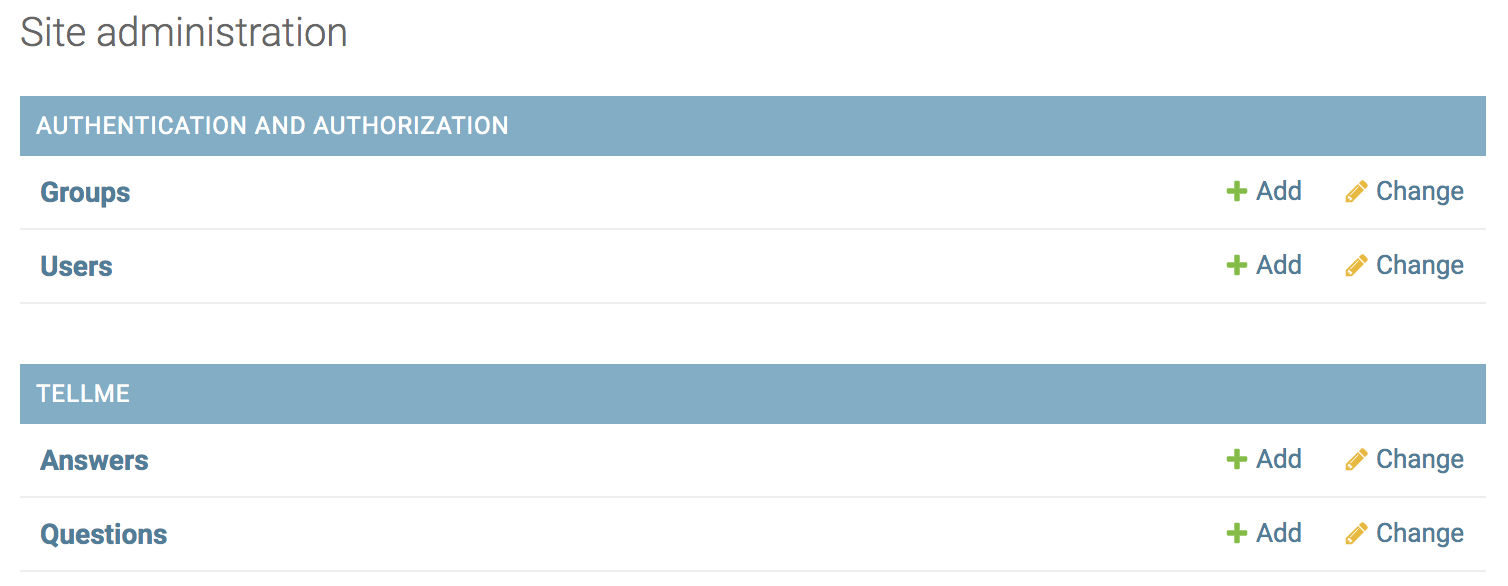 Site administration
AUTHENTICATION AND AUTHORIZATION
Groups Add Change
Users Add Change
TELLME
Answers Add Change
Questions Add Change